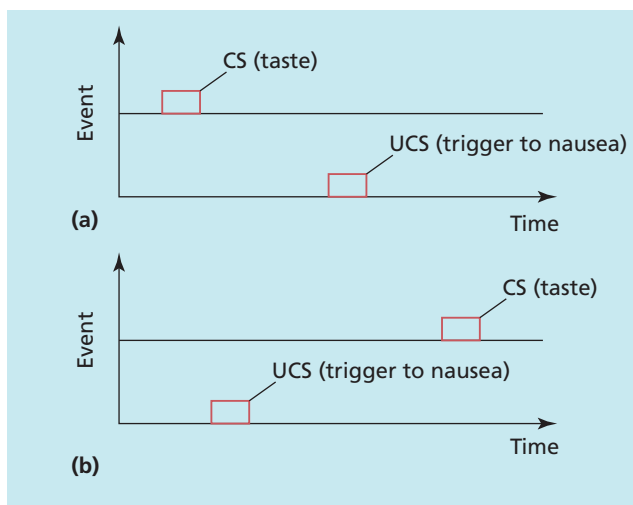 CS (taste)
Event
UCS (trigger to nausea)
(a)
Time
CS (taste)
Event
UCS (trigger to nausea)
Time
(b)